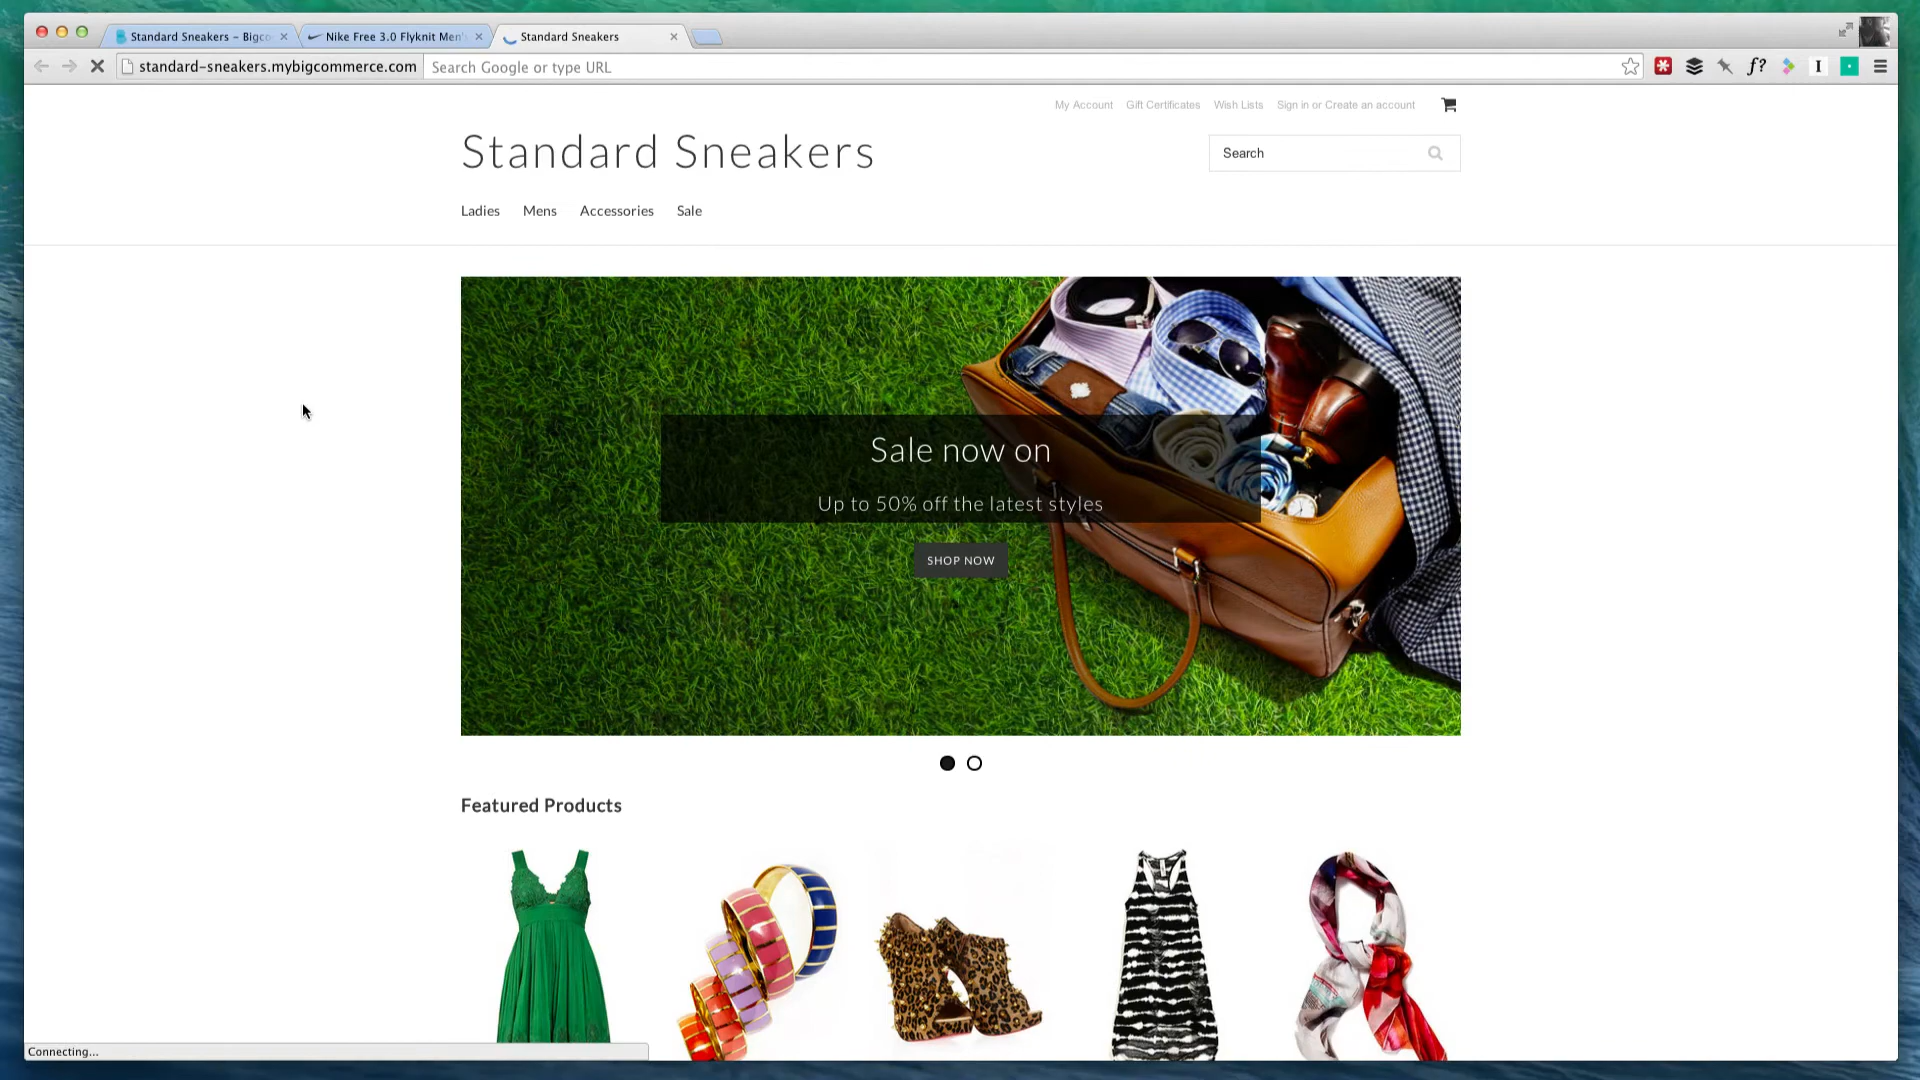 Standard Sneakers – Bigco
Nike Free 3.0 Flyknit Men's
Standard Sneakers
standard-sneakers.mybigcommerce.com
Search Google or type URL
f?
I
My Account
Gift Certificates
Wish Lists
Sign in or Create an account
Standard Sneakers
Search
Ladies
Mens
Accessories
Sale
Sale now on
Up to 50% off the latest styles
SHOP NOW
Featured Products
Connecting...